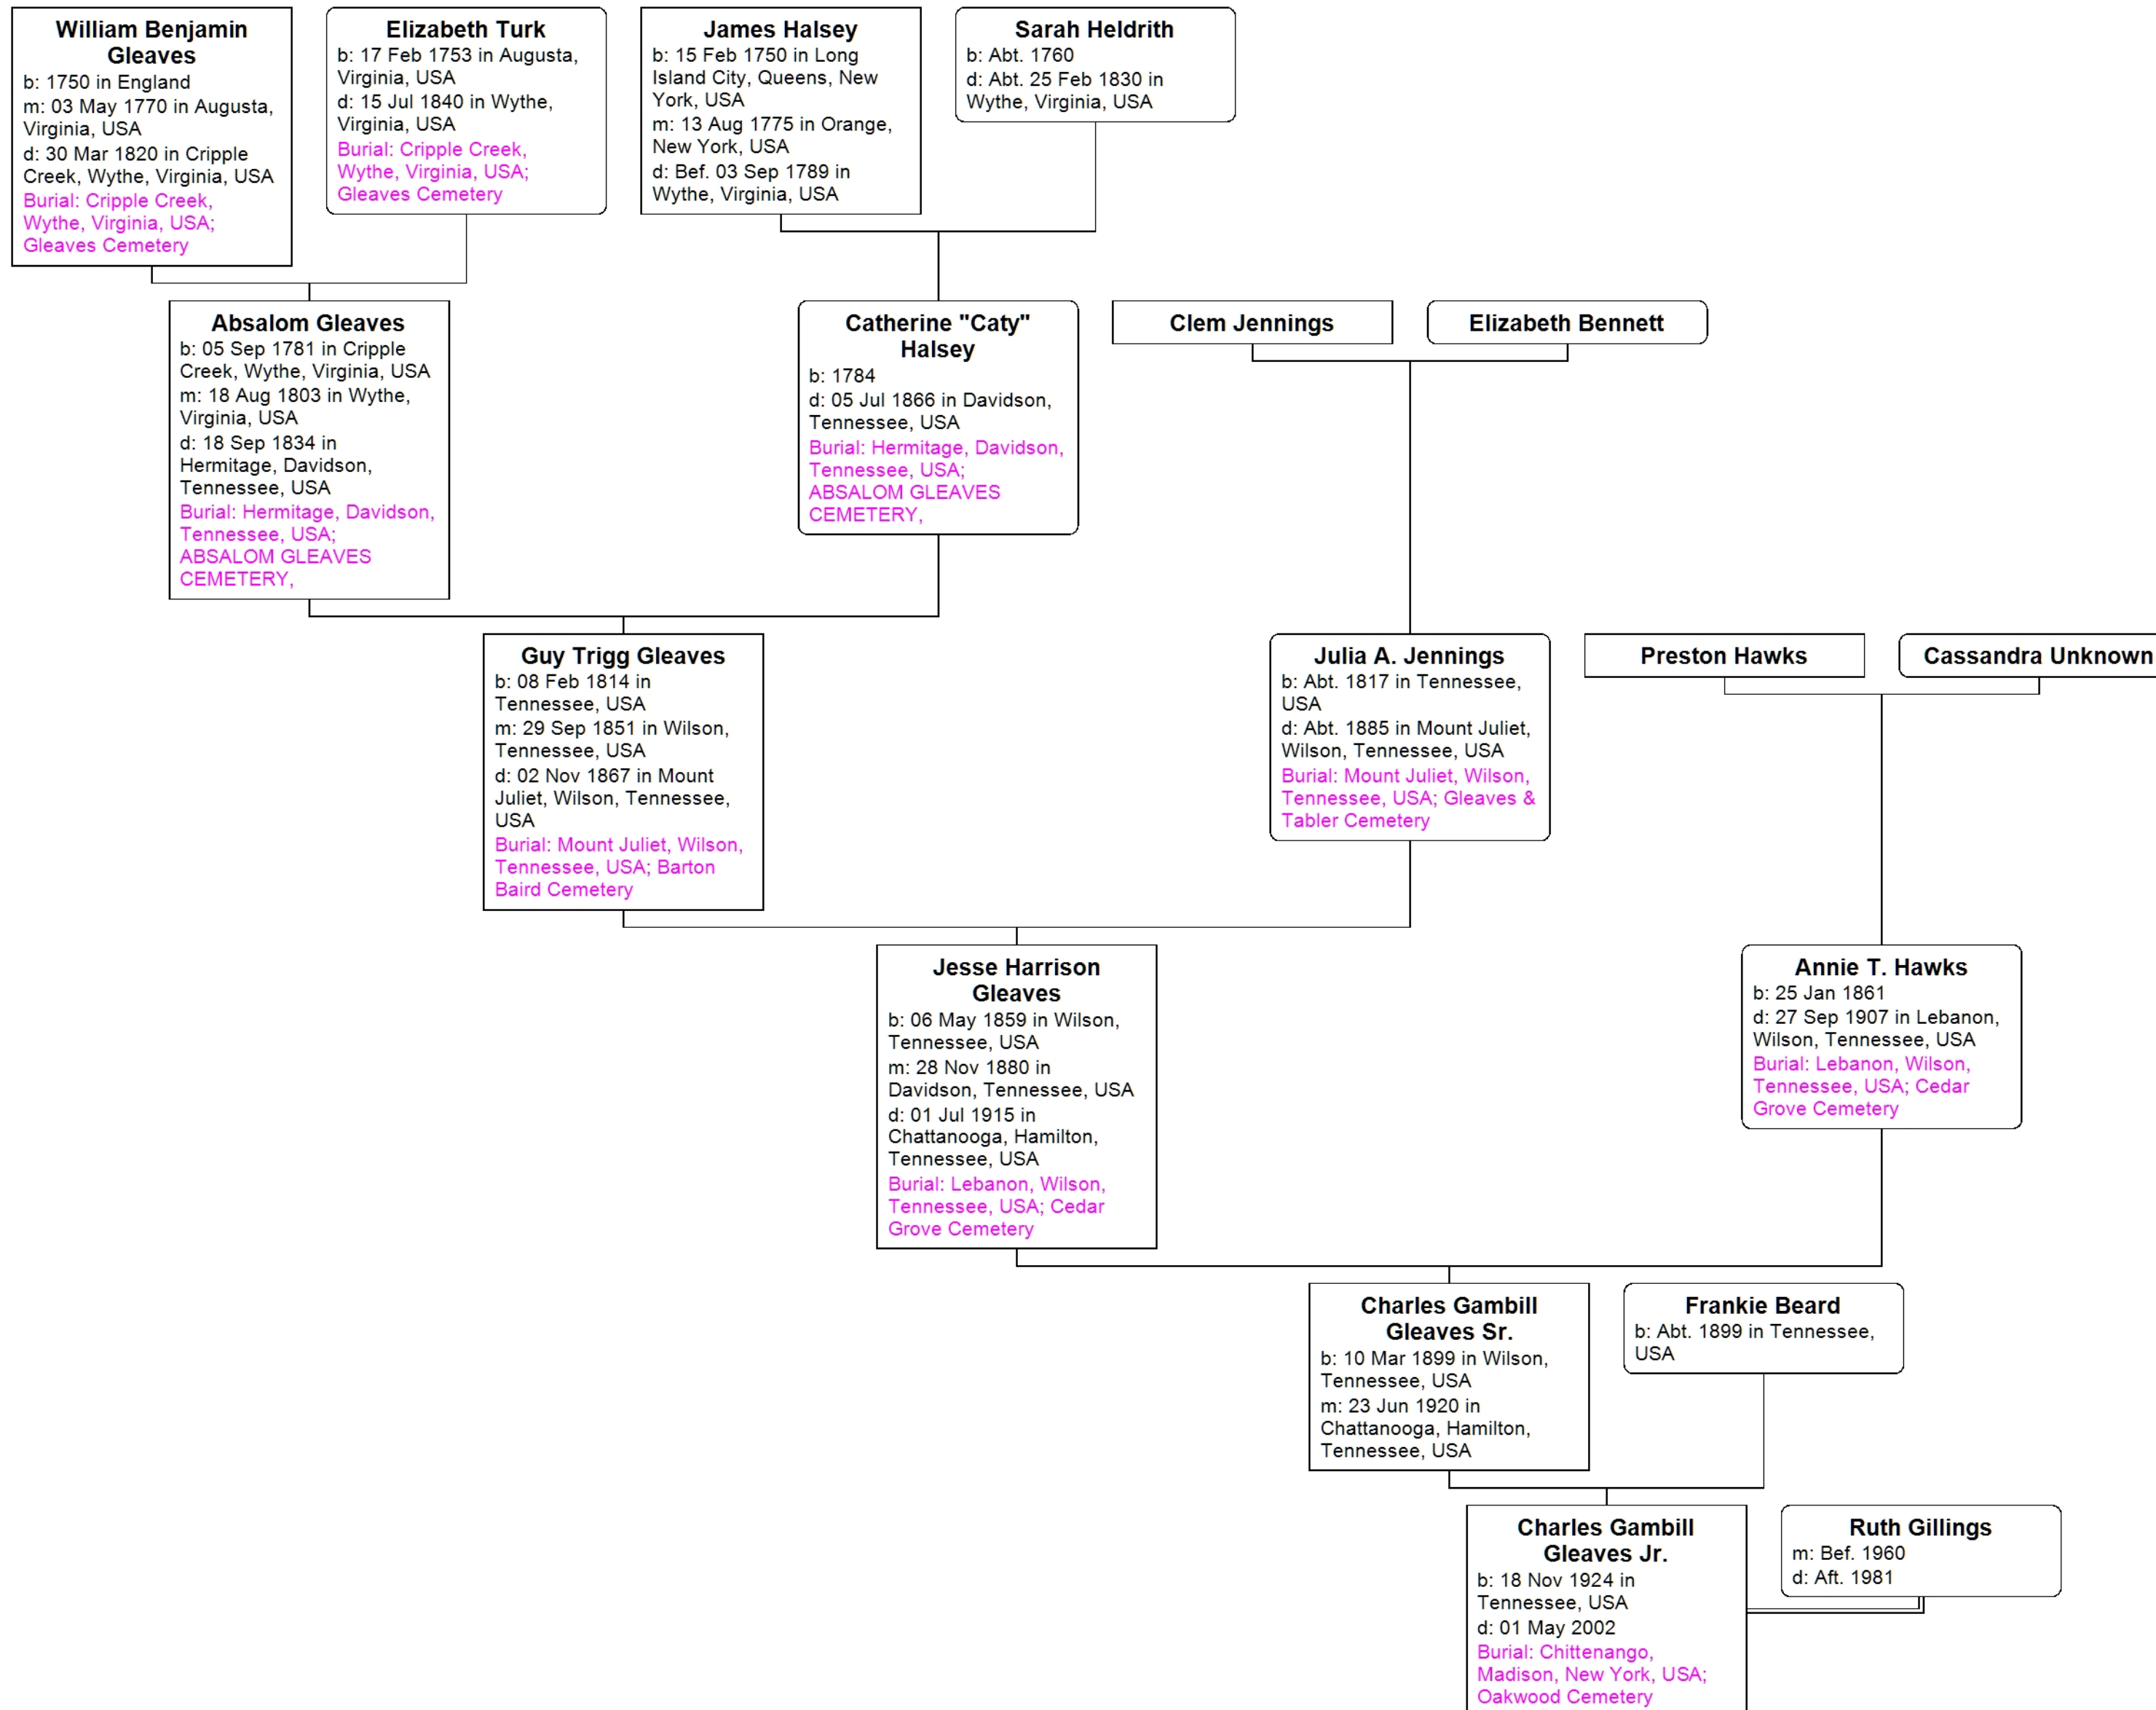 William Benjamin
Gleaves
b: 1750 in England
m: 03 May 1770 in Augusta,
Virginia, USA
d: 30 Mar 1820 in Cripple
Creek, Wythe, Virginia, USA
Burial: Cripple Creek,
Wythe, Virginia, USA;
Gleaves Cemetery
Elizabeth Turk
b: 17 Feb 1753 in Augusta,
Virginia, USA
d: 15 Jul 1840 in Wythe,
Virginia, USA
Burial: Cripple Creek,
Wythe, Virginia, USA;
Gleaves Cemetery
James Halsey
b: 15 Feb 1750 in Long
Island City, Queens, New
York, USA
m: 13 Aug 1775 in Orange,
New York, USA
d: Bef. 03 Sep 1789 in
Wythe, Virginia, USA
Sarah Heldrith
b: Abt. 1760
d: Abt. 25 Feb 1830 in
Wythe, Virginia, USA
Absalom Gleaves
b: 05 Sep 1781 in Cripple
Creek, Wythe, Virginia, USA
m: 18 Aug 1803 in Wythe,
Virginia, USA
d: 18 Sep 1834 in
Hermitage, Davidson,
Tennessee, USA
Burial: Hermitage, Davidson,
Tennessee, USA;
ABSALOM GLEAVES
CEMETERY,
Catherine "Caty"
Halsey
b: 1784
d: 05 Jul 1866 in Davidson,
Tennessee, USA
Burial: Hermitage, Davidson,
Tennessee, USA;
ABSALOM GLEAVES
CEMETERY,
Clem Jennings
Elizabeth Bennett
Guy Trigg Gleaves
b: 08 Feb 1814 in
Tennessee, USA
m: 29 Sep 1851 in Wilson,
Tennessee, USA
d: 02 Nov 1867 in Mount
Juliet, Wilson, Tennessee,
USA
Burial: Mount Juliet, Wilson,
Tennessee, USA; Barton
Baird Cemetery
Julia A. Jennings
b: Abt. 1817 in Tennessee,
USA
d: Abt. 1885 in Mount Juliet,
Wilson, Tennessee, USA
Burial: Mount Juliet, Wilson,
Tennessee, USA; Gleaves &
Tabler Cemetery
Preston Hawks
Cassandra Unknown
Jesse Harrison
Gleaves
b: 06 May 1859 in Wilson,
Tennessee, USA
m: 28 Nov 1880 in
Davidson, Tennessee, USA
d: 01 Jul 1915 in
Chattanooga, Hamilton,
Tennessee, USA
Burial: Lebanon, Wilson,
Tennessee, USA; Cedar
Grove Cemetery
Annie T. Hawks
b: 25 Jan 1861
d: 27 Sep 1907 in Lebanon,
Wilson, Tennessee, USA
Burial: Lebanon, Wilson,
Tennessee, USA; Cedar
Grove Cemetery
Charles Gambill
Gleaves Sr.
b: 10 Mar 1899 in Wilson,
Tennessee, USA
m: 23 Jun 1920 in
Chattanooga, Hamilton,
Tennessee, USA
Frankie Beard
b: Abt. 1899 in Tennessee,
USA
Charles Gambill
Gleaves Jr.
b: 18 Nov 1924 in
Tennessee, USA
d: 01 May 2002
Burial: Chittenango,
Madison, New York, USA;
Oakwood Cemetery
Ruth Gillings
m: Bef. 1960
d: Aft. 1981